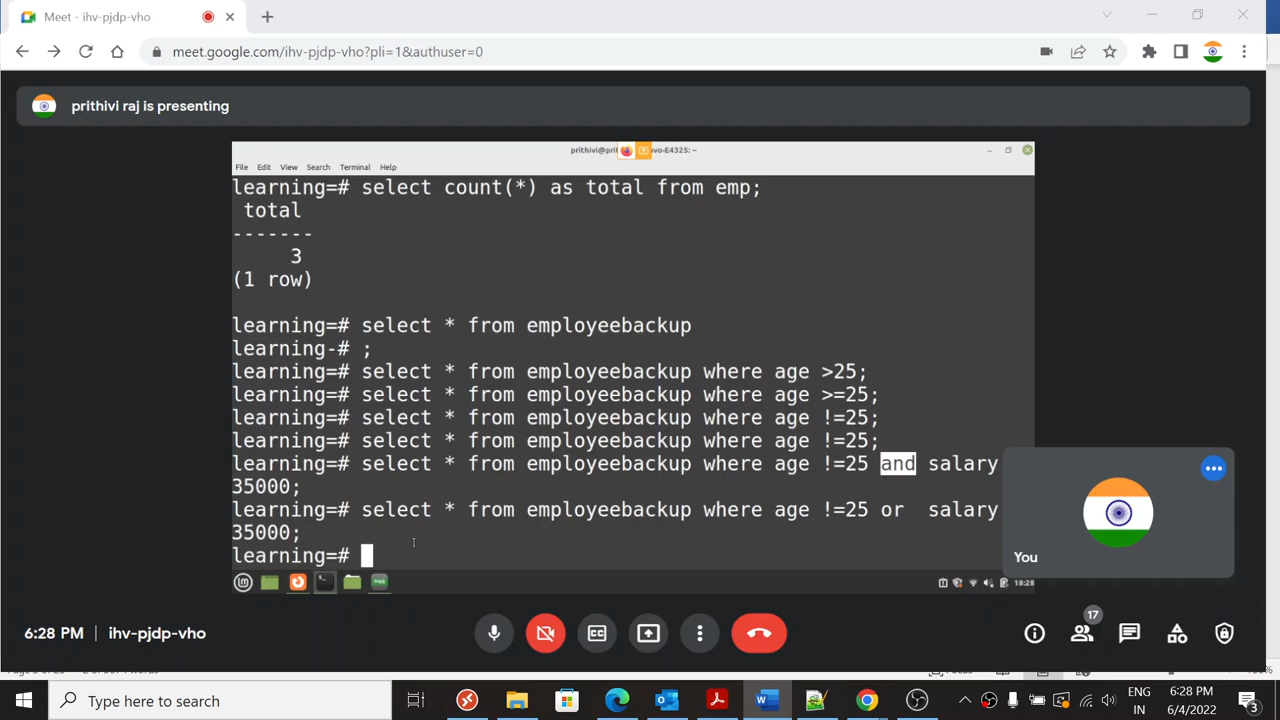 Meet - ihv-pjdp-vho
meet.google.com/ihv-pjdp-vho?pli=1&authuser=0
prithivi raj is presenting
File Edit View Search Terminal Help
learning=# select count(*) as total from emp;
total
-------
3
(1 row)
learning=# select * from employeebackup
learning-# ;
learning=# select * from employeebackup where age >25;
learning=# select * from employeebackup where age >=25;
learning=# select * from employeebackup where age !=25;
learning=# select * from employeebackup where age !=25;
learning=# select * from employeebackup where age !=25 and salary
35000;
learning=# select * from employeebackup where age !=25 or  salary
35000;
learning=#
You
18:28
6:28 PM | ihv-pjdp-vho
17
Type here to search
ENG
IN
6:28 PM
6/4/2022
3